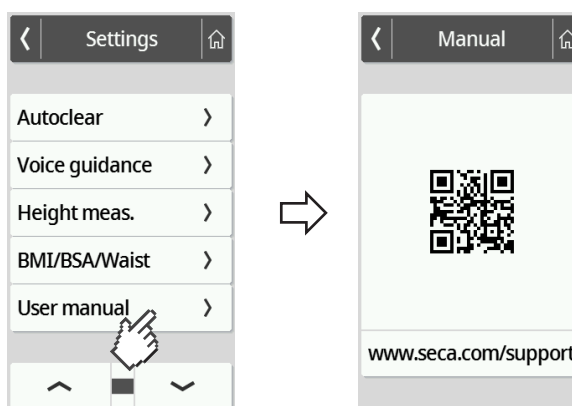 Settings
Autoclear
Voice guidance
Height meas.
BMI/BSA/Waist
User manual
Manual
www.seca.com/support